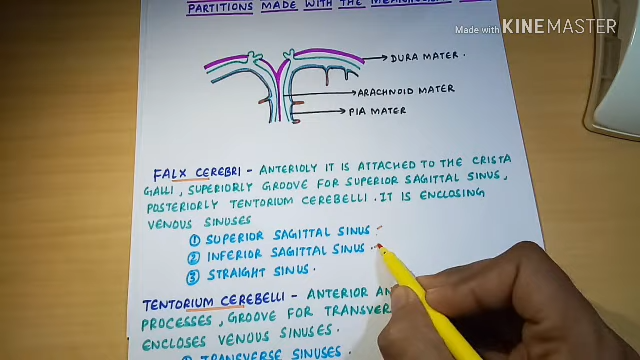 PARTITIONS MADE WITH THE
Made with KINEMASTER
DURA MATER.
ARACHNOID MATER
PIA MATER
FALX CEREBRI - ANTERIOLY IT IS ATTACHED TO THE CRISTA
GALLI, SUPERIORLY GROOVE FOR SUPERIOR SAGITTAL SINUS,
POSTERIORLY TENTORIUM CEREBELLI. IT IS ENCLOSING
VENOUS SINUSES
① SUPERIOR SAGITTAL SINUS
② INFERIOR SAGITTAL SINUS
③ STRAIGHT SINUS.
TENTORIUM CEREBELLI - ANTERIOR
PROCESSES, GROOVE FOR
ENCLOSES VENOUS SINUSES.
① TRANSVERSE SINUSES.